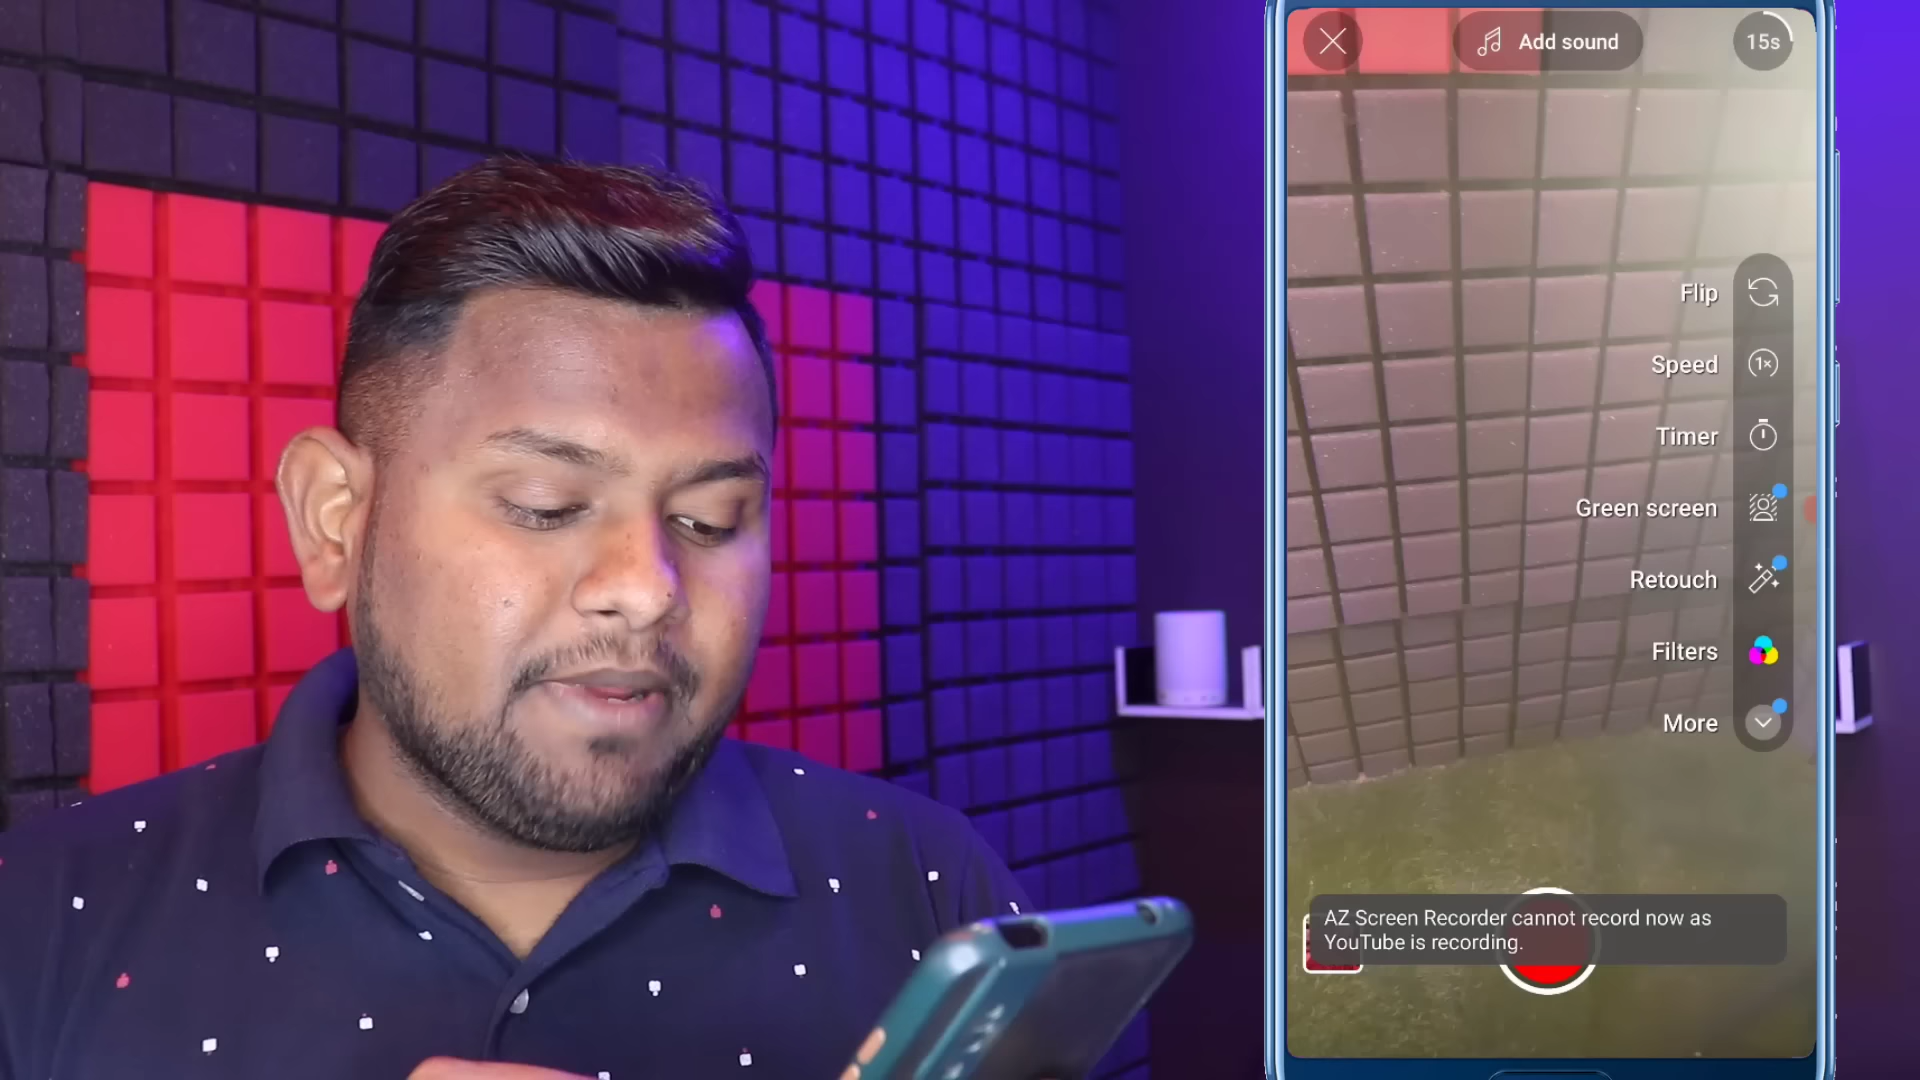 Add sound
15s
Flip
Speed
1×
Timer
Green screen
Retouch
Filters
More
AZ Screen Recorder cannot record now as
YouTube is recording.